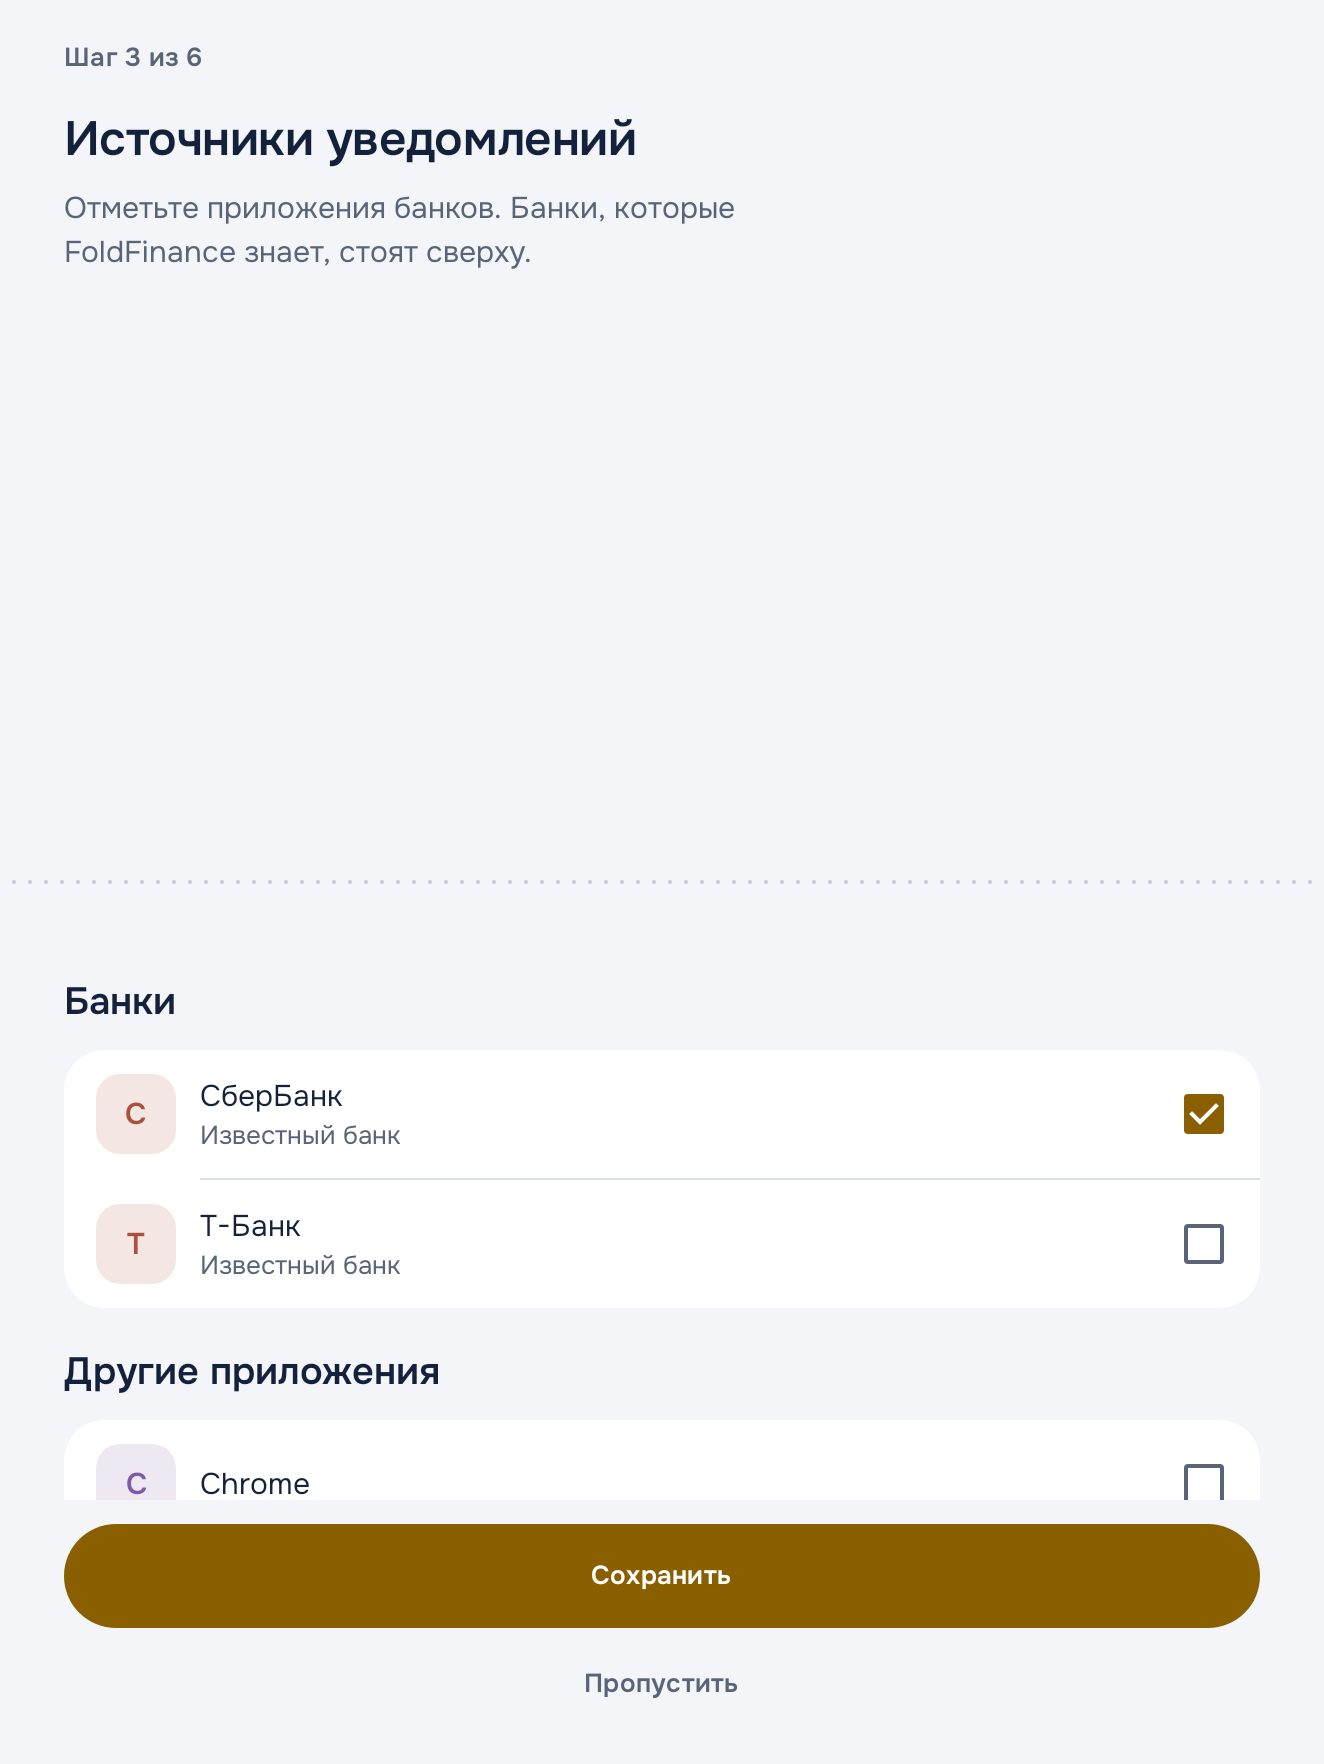 Шаг 3 из 6
Источники уведомлений
Отметьте приложения банков. Банки, которые
FoldFinance знает, стоят сверху.
Банки
С
СберБанк
Известный банк
Т
Т-Банк
Известный банк
Другие приложения
C
Chrome
Сохранить
Пропустить